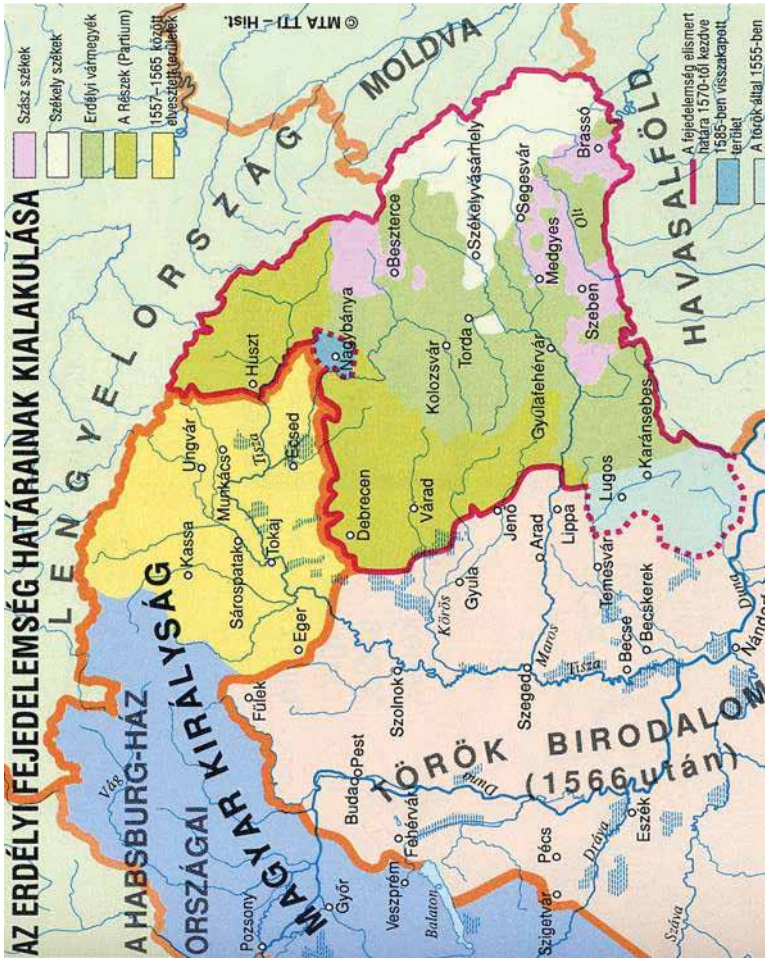 AZ ERDÉLYI FEJEDELEMSÉG HATÁRAINAK KIALAKULÁSA
Szász székek
Székely székek
Erdélyi vármegyék
A Részek (Partium)
1557–1565 között
elvesztett területek
© MTA TTI – Hist.
LENGYELORSZÁG
MOLDVA
HAVASALFÖLD
A HABSBURG-HÁZ
ORSZÁGAI
MAGYAR KIRÁLYSÁG
TÖRÖK BIRODALOM
(1566 után)
Vág
Pozsony
Győr
Veszprém
Balaton
Fehérvár
Buda
Pest
Fülek
Eger
Kassa
Sárospatak
Tokaj
Ungvár
Munkács
Tisza
Ecsed
Huszt
Nagybánya
Beszterce
Debrecen
Várad
Kolozsvár
Torda
Székelyvásárhely
Segesvár
Medgyes
Brassó
Olt
Szeben
Gyulafehérvár
Szolnok
Körös
Gyula
Jenő
Arad
Lippa
Maros
Szeged
Tisza
Temesvár
Lugos
Karánsebes
Becse
Becskerek
Duna
Szigetvár
Pécs
Dráva
Eszék
Száva
Duna
Nándor
A fejedelemség elismert
határa 1570-től kezdve
1585-ben visszakapott
terület
A török által 1555-ben